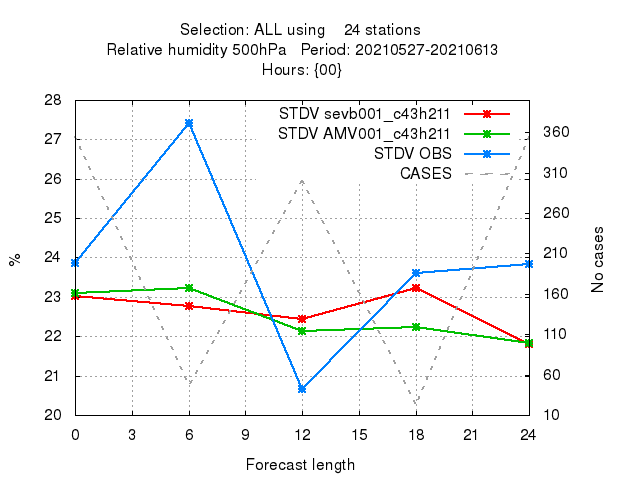 Selection: ALL using    24 stations
Relative humidity 500hPa   Period: 20210527-20210613
Hours: {00}
STDV sevb001_c43h211
STDV AMV001_c43h211
STDV OBS
CASES
28
27
26
25
24
23
22
21
20
%
360
310
260
210
160
110
60
10
No cases
0 3 6 9 12 15 18 21 24
Forecast length